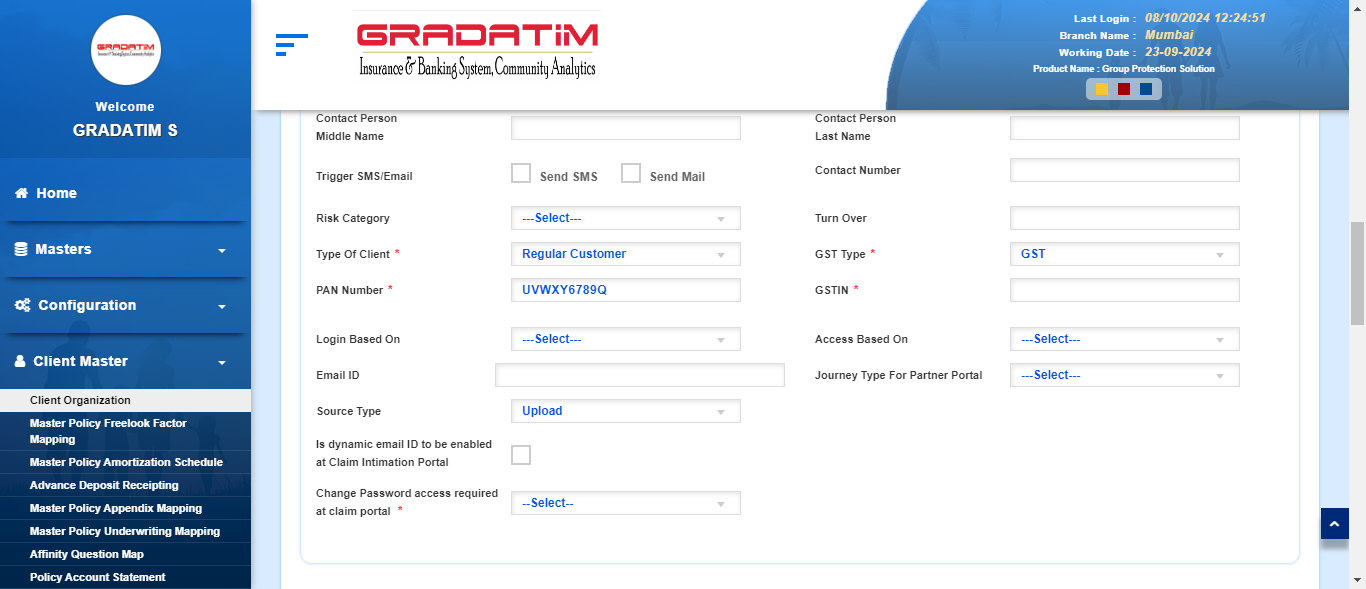 GRADATIM
Insurance & Banking System, Community Analytics
Welcome
GRADATIM S
Home
Masters
Configuration
Client Master
Client Organization
Master Policy Freelook Factor
Mapping
Master Policy Amortization Schedule
Advance Deposit Receipting
Master Policy Appendix Mapping
Master Policy Underwriting Mapping
Affinity Question Map
Policy Account Statement
GRADATIM
Insurance & Banking System, Community Analytics
Last Login : 08/10/2024 12:24:51
Branch Name : Mumbai
Working Date : 23-09-2024
Product Name : Group Protection Solution
Contact Person
Middle Name
Contact Person
Last Name
Trigger SMS/Email Send SMS Send Mail
Contact Number
Risk Category ---Select---
Turn Over
Type Of Client * Regular Customer
GST Type * GST
PAN Number * UVWXY6789Q
GSTIN *
Login Based On ---Select---
Access Based On ---Select---
Email ID
Journey Type For Partner Portal ---Select---
Source Type Upload
Is dynamic email ID to be enabled
at Claim Intimation Portal
Change Password access required
at claim portal * --Select--